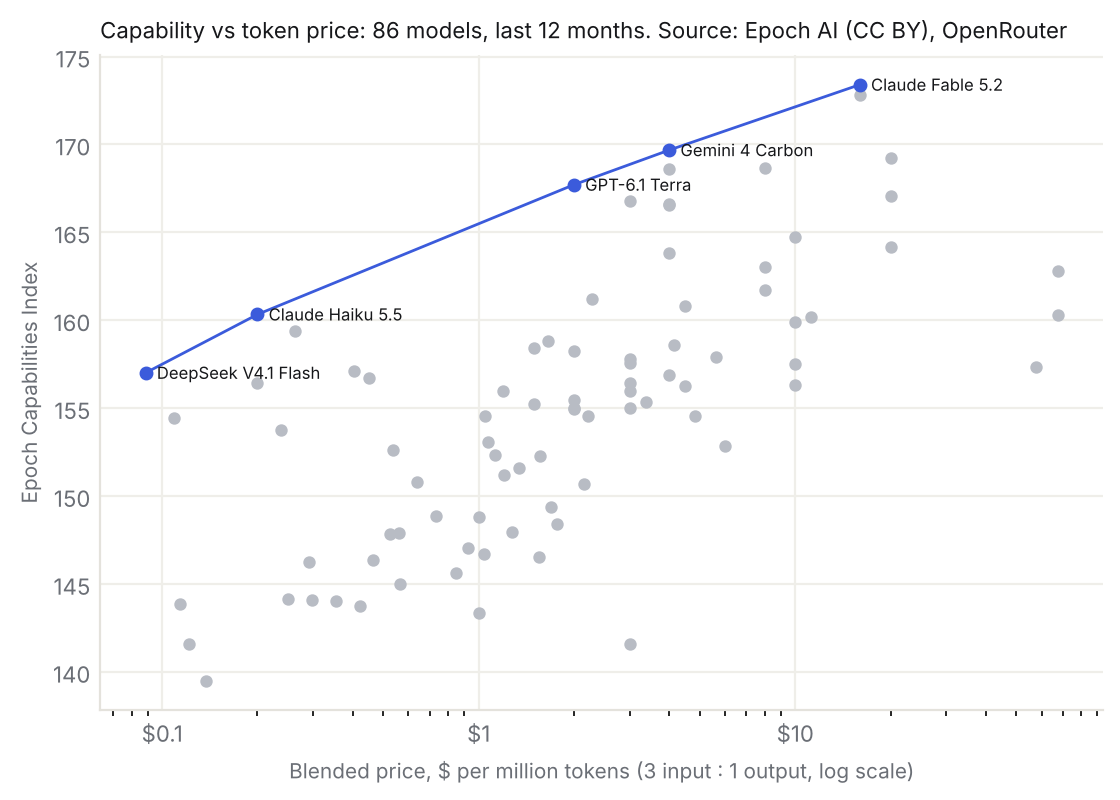 Capability vs token price: 86 models, last 12 months. Source: Epoch AI (CC BY), OpenRouter
175
Claude Fable 5.2
170
Gemini 4 Carbon
GPT-6.1 Terra
165
Epoch Capabilities Index
160
Claude Haiku 5.5
DeepSeek V4.1 Flash
155
150
145
140
$0.1
$1
$10
Blended price, $ per million tokens (3 input : 1 output, log scale)